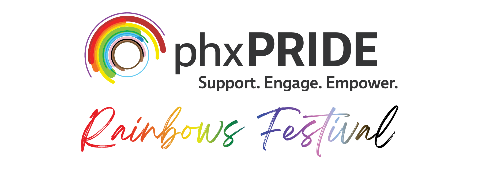 phxPRIDE
Support. Engage. Empower.
Rainbows Festival